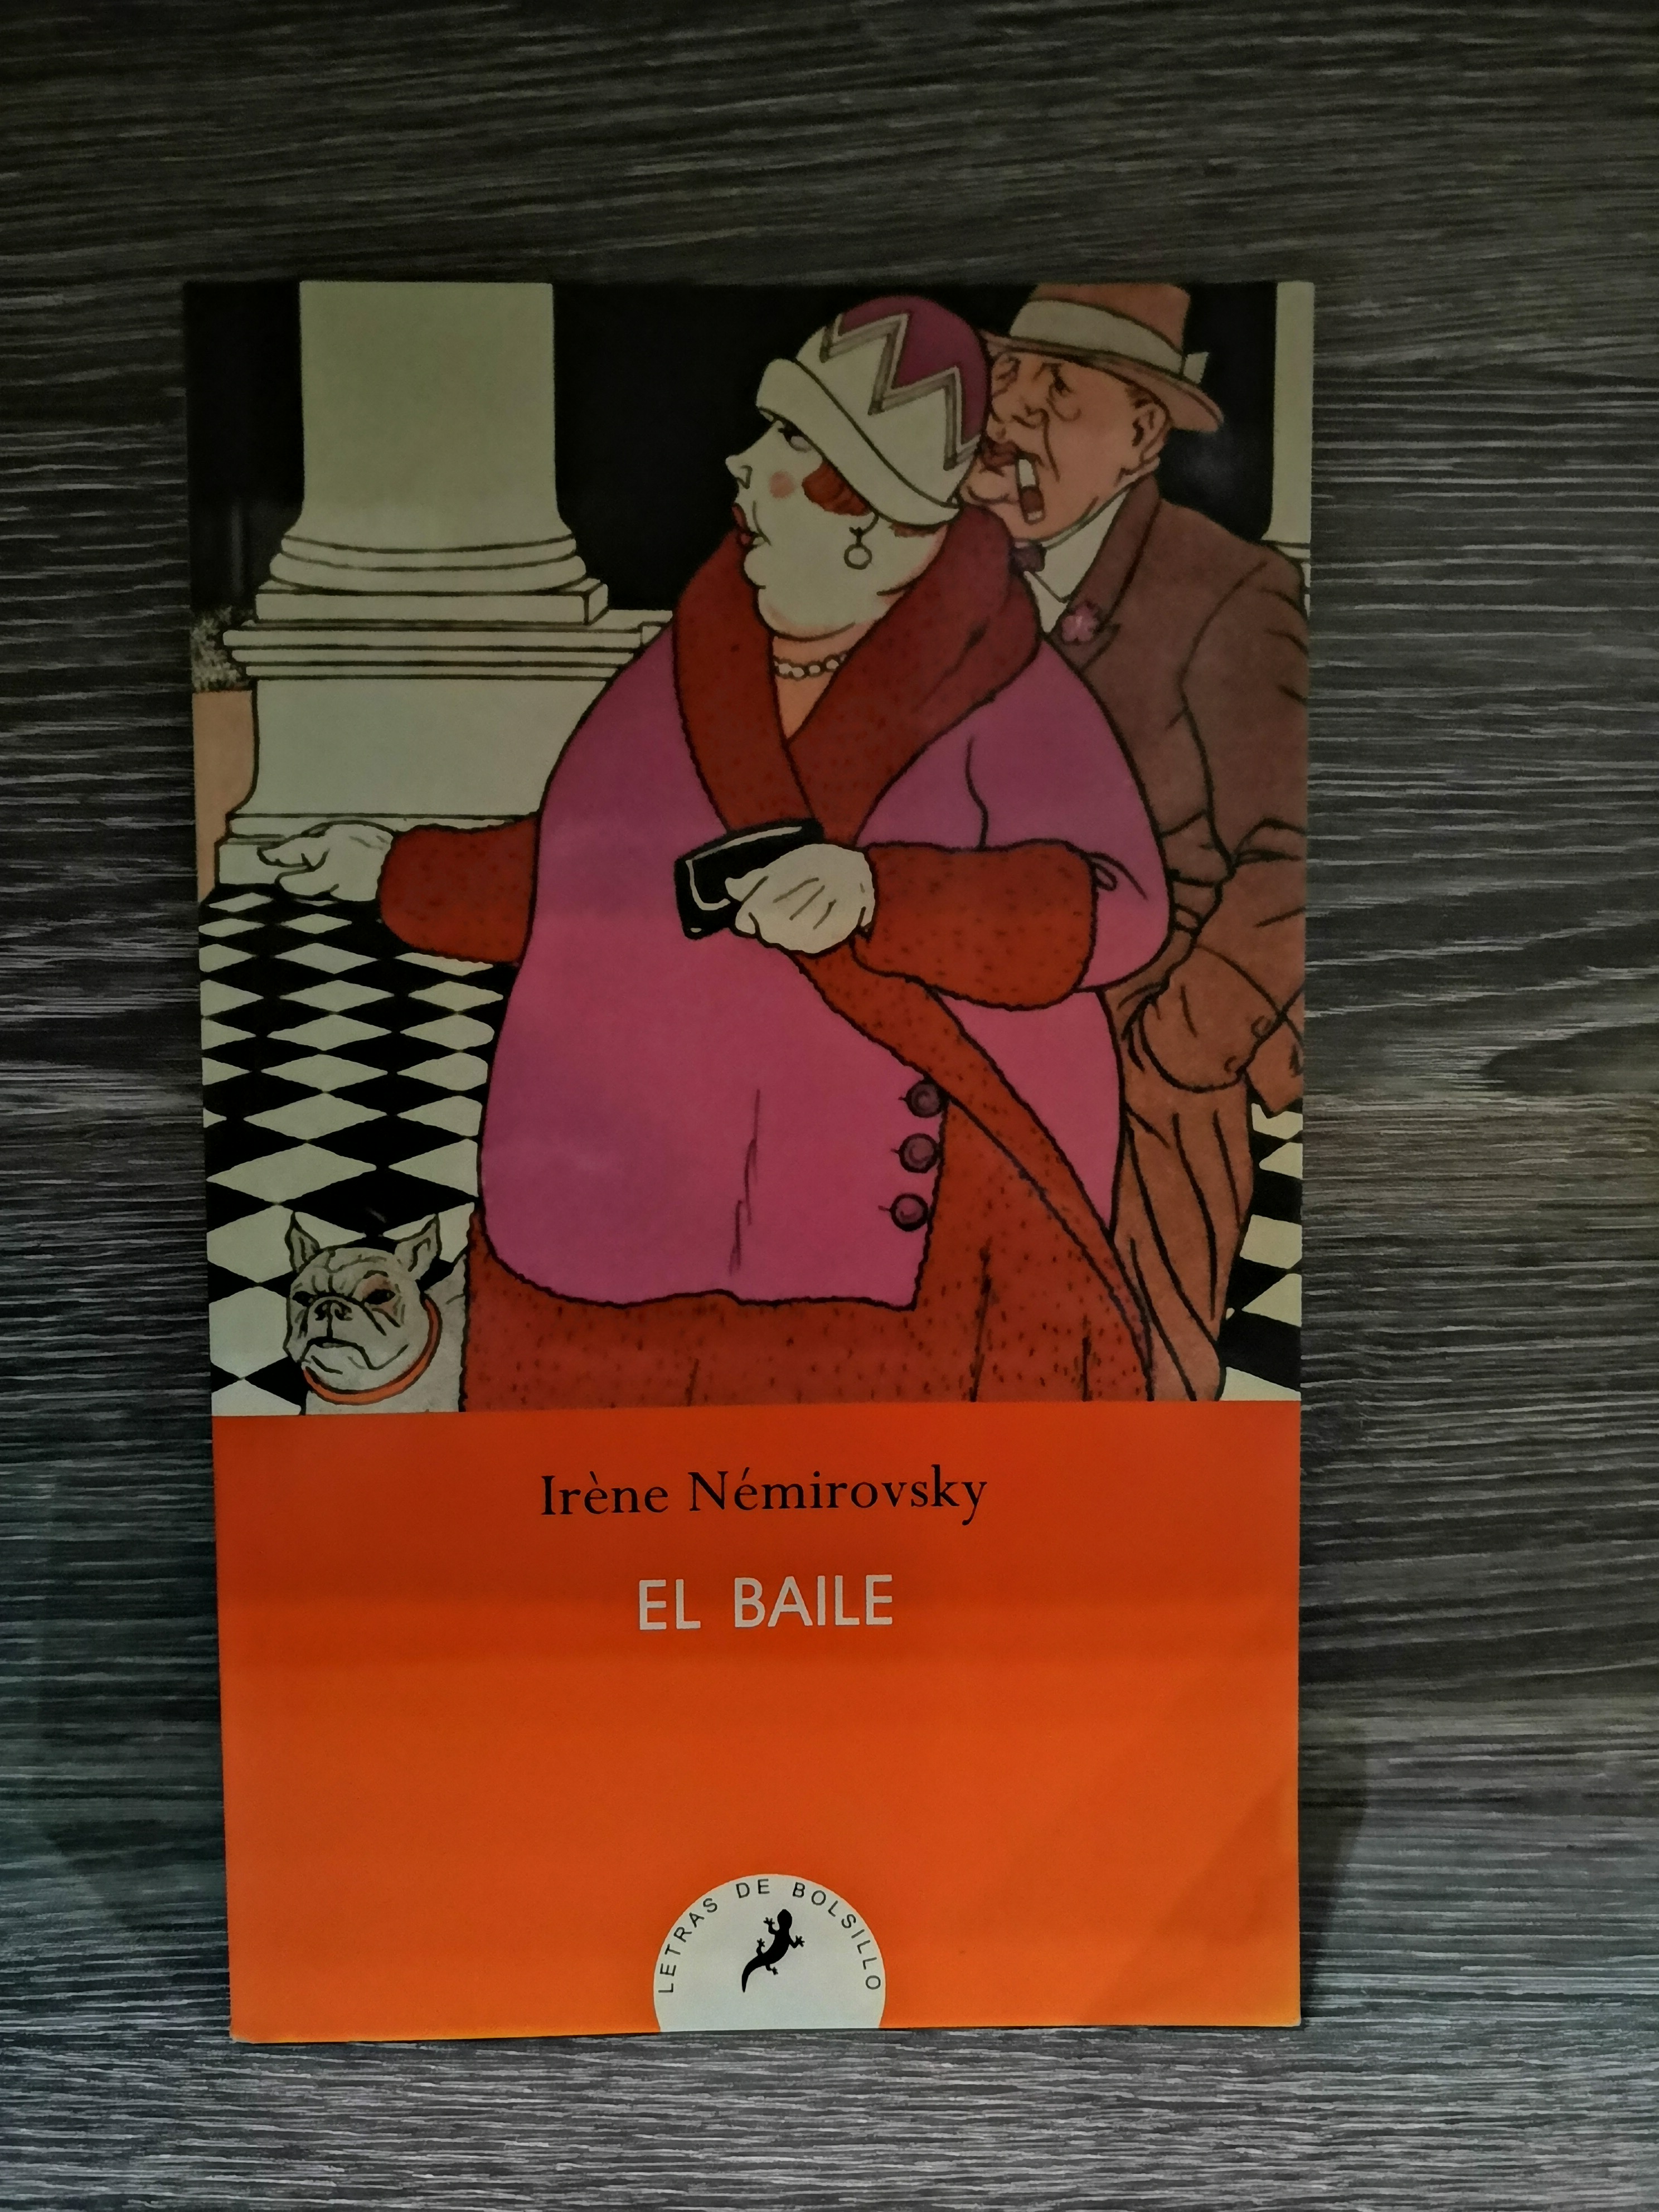 Irène Némirovsky
EL BAILE
LETRAS DE BOLSILLO